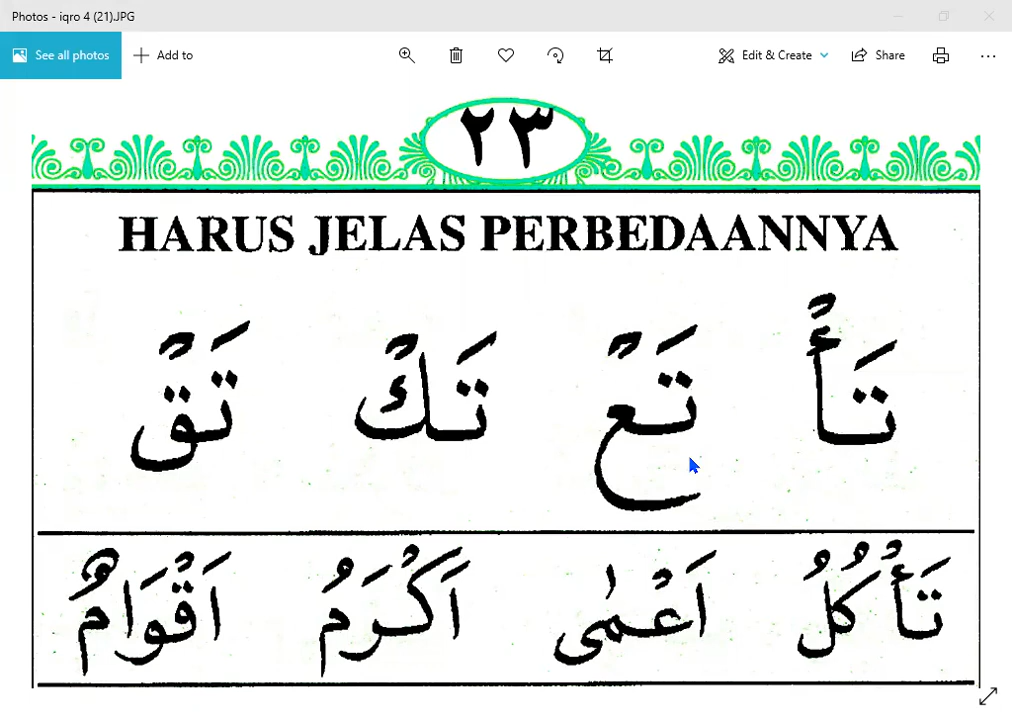 Photos - iqro 4 (21).JPG
See all photos Add to Edit & Create Share
٢٣
HARUS JELAS PERBEDAANNYA
تَأْ تَعْ تَكْ تَقْ
تَأْكُلُ اَعْمٰى اَكْرَمُ اَقْوَامٌ